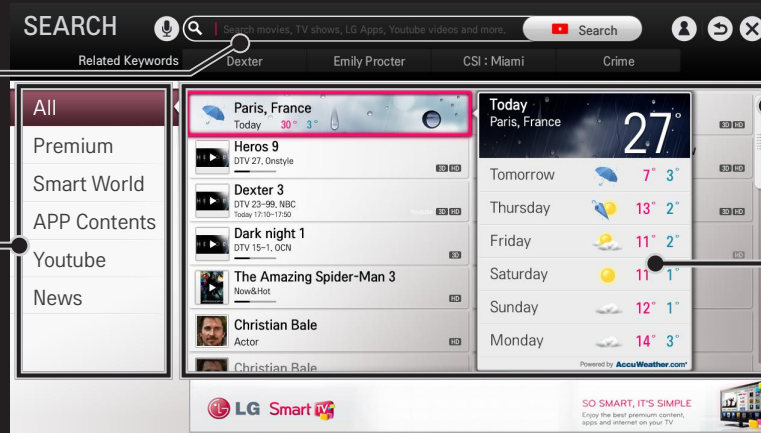 SEARCH
Search movies, TV shows, LG Apps, Youtube videos and more.
Search
Related Keywords
Dexter
Emily Procter
CSI : Miami
Crime
All
Premium
Smart World
APP Contents
Youtube
News
Paris, France
Today 30° 3°
Heros 9
DTV 27, Onstyle
3D HD
Dexter 3
DTV 23-99, NBC
Today 17:10~17:50
3D HD
Dark night 1
DTV 15-1, OCN
3D
The Amazing Spider-Man 3
Now&Hot
HD
Christian Bale
Actor
HD
Christian Bale
Today
Paris, France
27°
Tomorrow 7° 3°
Thursday 13° 2°
Friday 11° 2°
Saturday 11° 1°
Sunday 12° 1°
Monday 14° 3°
Powered by AccuWeather.com®
3D HD
3D HD
3D HD
HD
LG Smart TV
SO SMART, IT'S SIMPLE
Enjoy the best premium content,
apps and internet on your TV